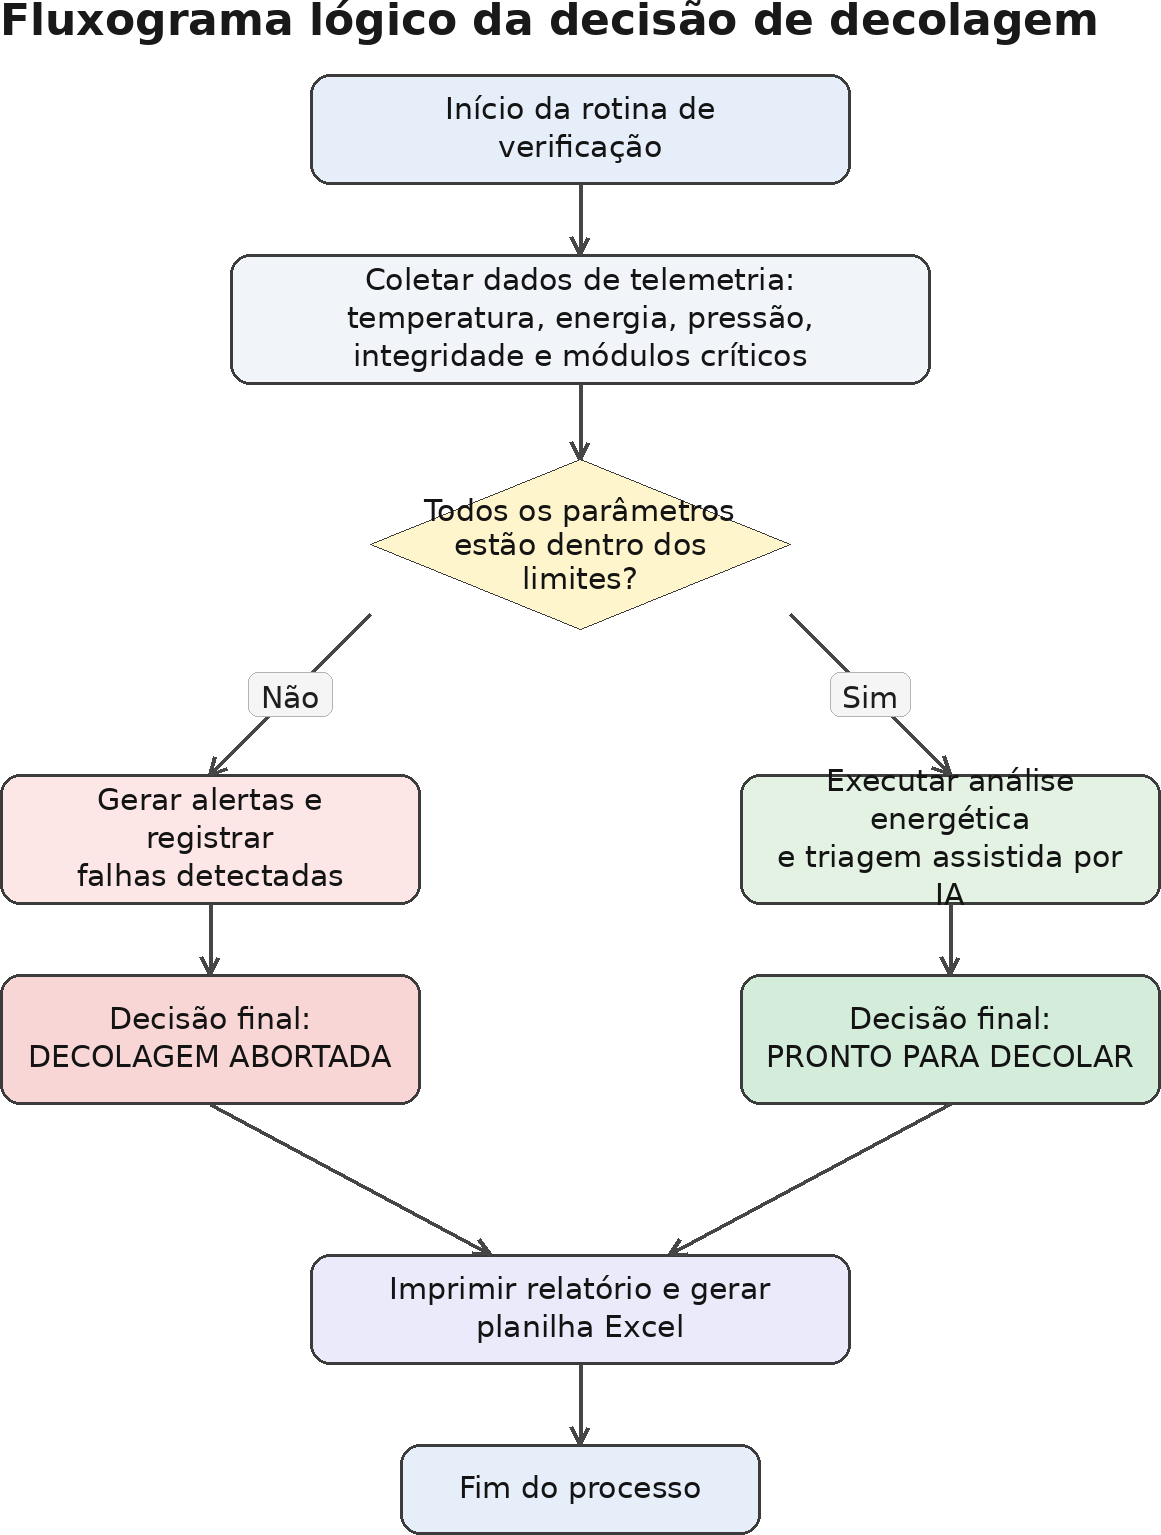 Fluxograma lógico da decisão de decolagem
Início da rotina de
verificação
Coletar dados de telemetria:
temperatura, energia, pressão,
integridade e módulos críticos
Todos os parâmetros
estão dentro dos
limites?
Não
Sim
Gerar alertas e
registrar
falhas detectadas
Executar análise
energética
e triagem assistida por
IA
Decisão final:
DECOLAGEM ABORTADA
Decisão final:
PRONTO PARA DECOLAR
Imprimir relatório e gerar
planilha Excel
Fim do processo